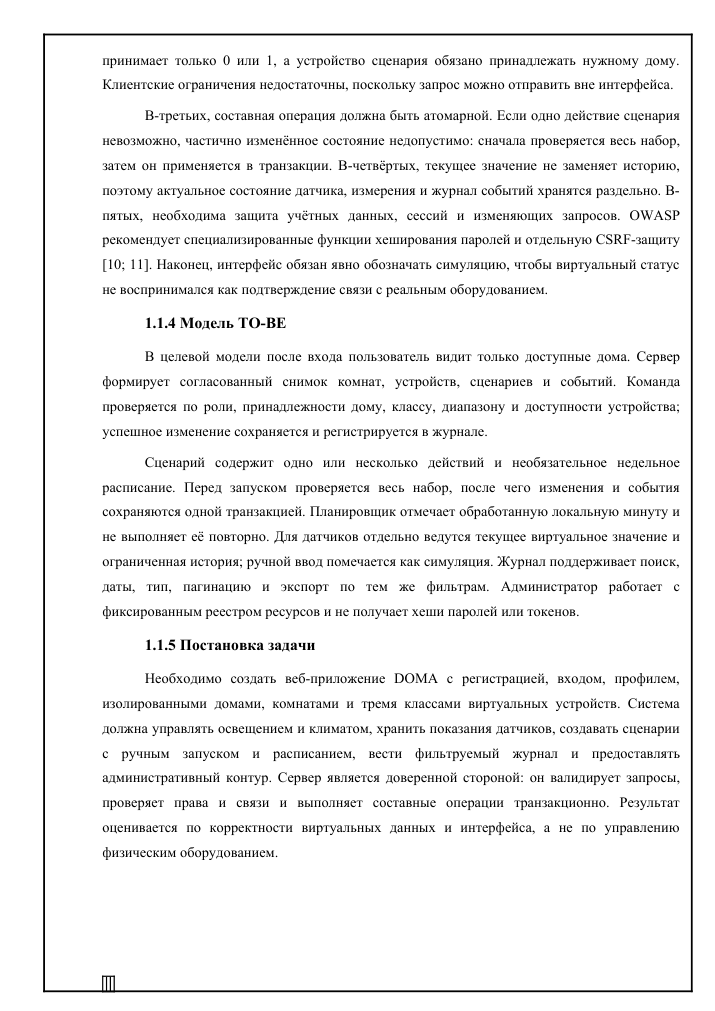 принимает только 0 или 1, а устройство сценария обязано принадлежать нужному дому.
Клиентские ограничения недостаточны, поскольку запрос можно отправить вне интерфейса.
В-третьих, составная операция должна быть атомарной. Если одно действие сценария
невозможно, частично изменённое состояние недопустимо: сначала проверяется весь набор,
затем он применяется в транзакции. В-четвёртых, текущее значение не заменяет историю,
поэтому актуальное состояние датчика, измерения и журнал событий хранятся раздельно. В-
пятых, необходима защита учётных данных, сессий и изменяющих запросов. OWASP
рекомендует специализированные функции хеширования паролей и отдельную CSRF-защиту
[10; 11]. Наконец, интерфейс обязан явно обозначать симуляцию, чтобы виртуальный статус
не воспринимался как подтверждение связи с реальным оборудованием.
1.1.4 Модель TO-BE
В целевой модели после входа пользователь видит только доступные дома. Сервер
формирует согласованный снимок комнат, устройств, сценариев и событий. Команда
проверяется по роли, принадлежности дому, классу, диапазону и доступности устройства;
успешное изменение сохраняется и регистрируется в журнале.
Сценарий содержит одно или несколько действий и необязательное недельное
расписание. Перед запуском проверяется весь набор, после чего изменения и события
сохраняются одной транзакцией. Планировщик отмечает обработанную локальную минуту и
не выполняет её повторно. Для датчиков отдельно ведутся текущее виртуальное значение и
ограниченная история; ручной ввод помечается как симуляция. Журнал поддерживает поиск,
даты, тип, пагинацию и экспорт по тем же фильтрам. Администратор работает с
фиксированным реестром ресурсов и не получает хеши паролей или токенов.
1.1.5 Постановка задачи
Необходимо создать веб-приложение DOMA с регистрацией, входом, профилем,
изолированными домами, комнатами и тремя классами виртуальных устройств. Система
должна управлять освещением и климатом, хранить показания датчиков, создавать сценарии
с ручным запуском и расписанием, вести фильтруемый журнал и предоставлять
административный контур. Сервер является доверенной стороной: он валидирует запросы,
проверяет права и связи и выполняет составные операции транзакционно. Результат
оценивается по корректности виртуальных данных и интерфейса, а не по управлению
физическим оборудованием.